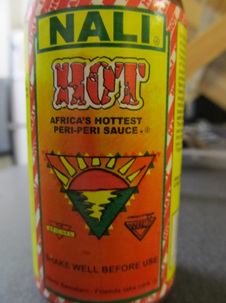 NALI®
HOT
AFRICA'S HOTTEST
PERI-PERI SAUCE.®
SHAKE WELL BEFORE USE